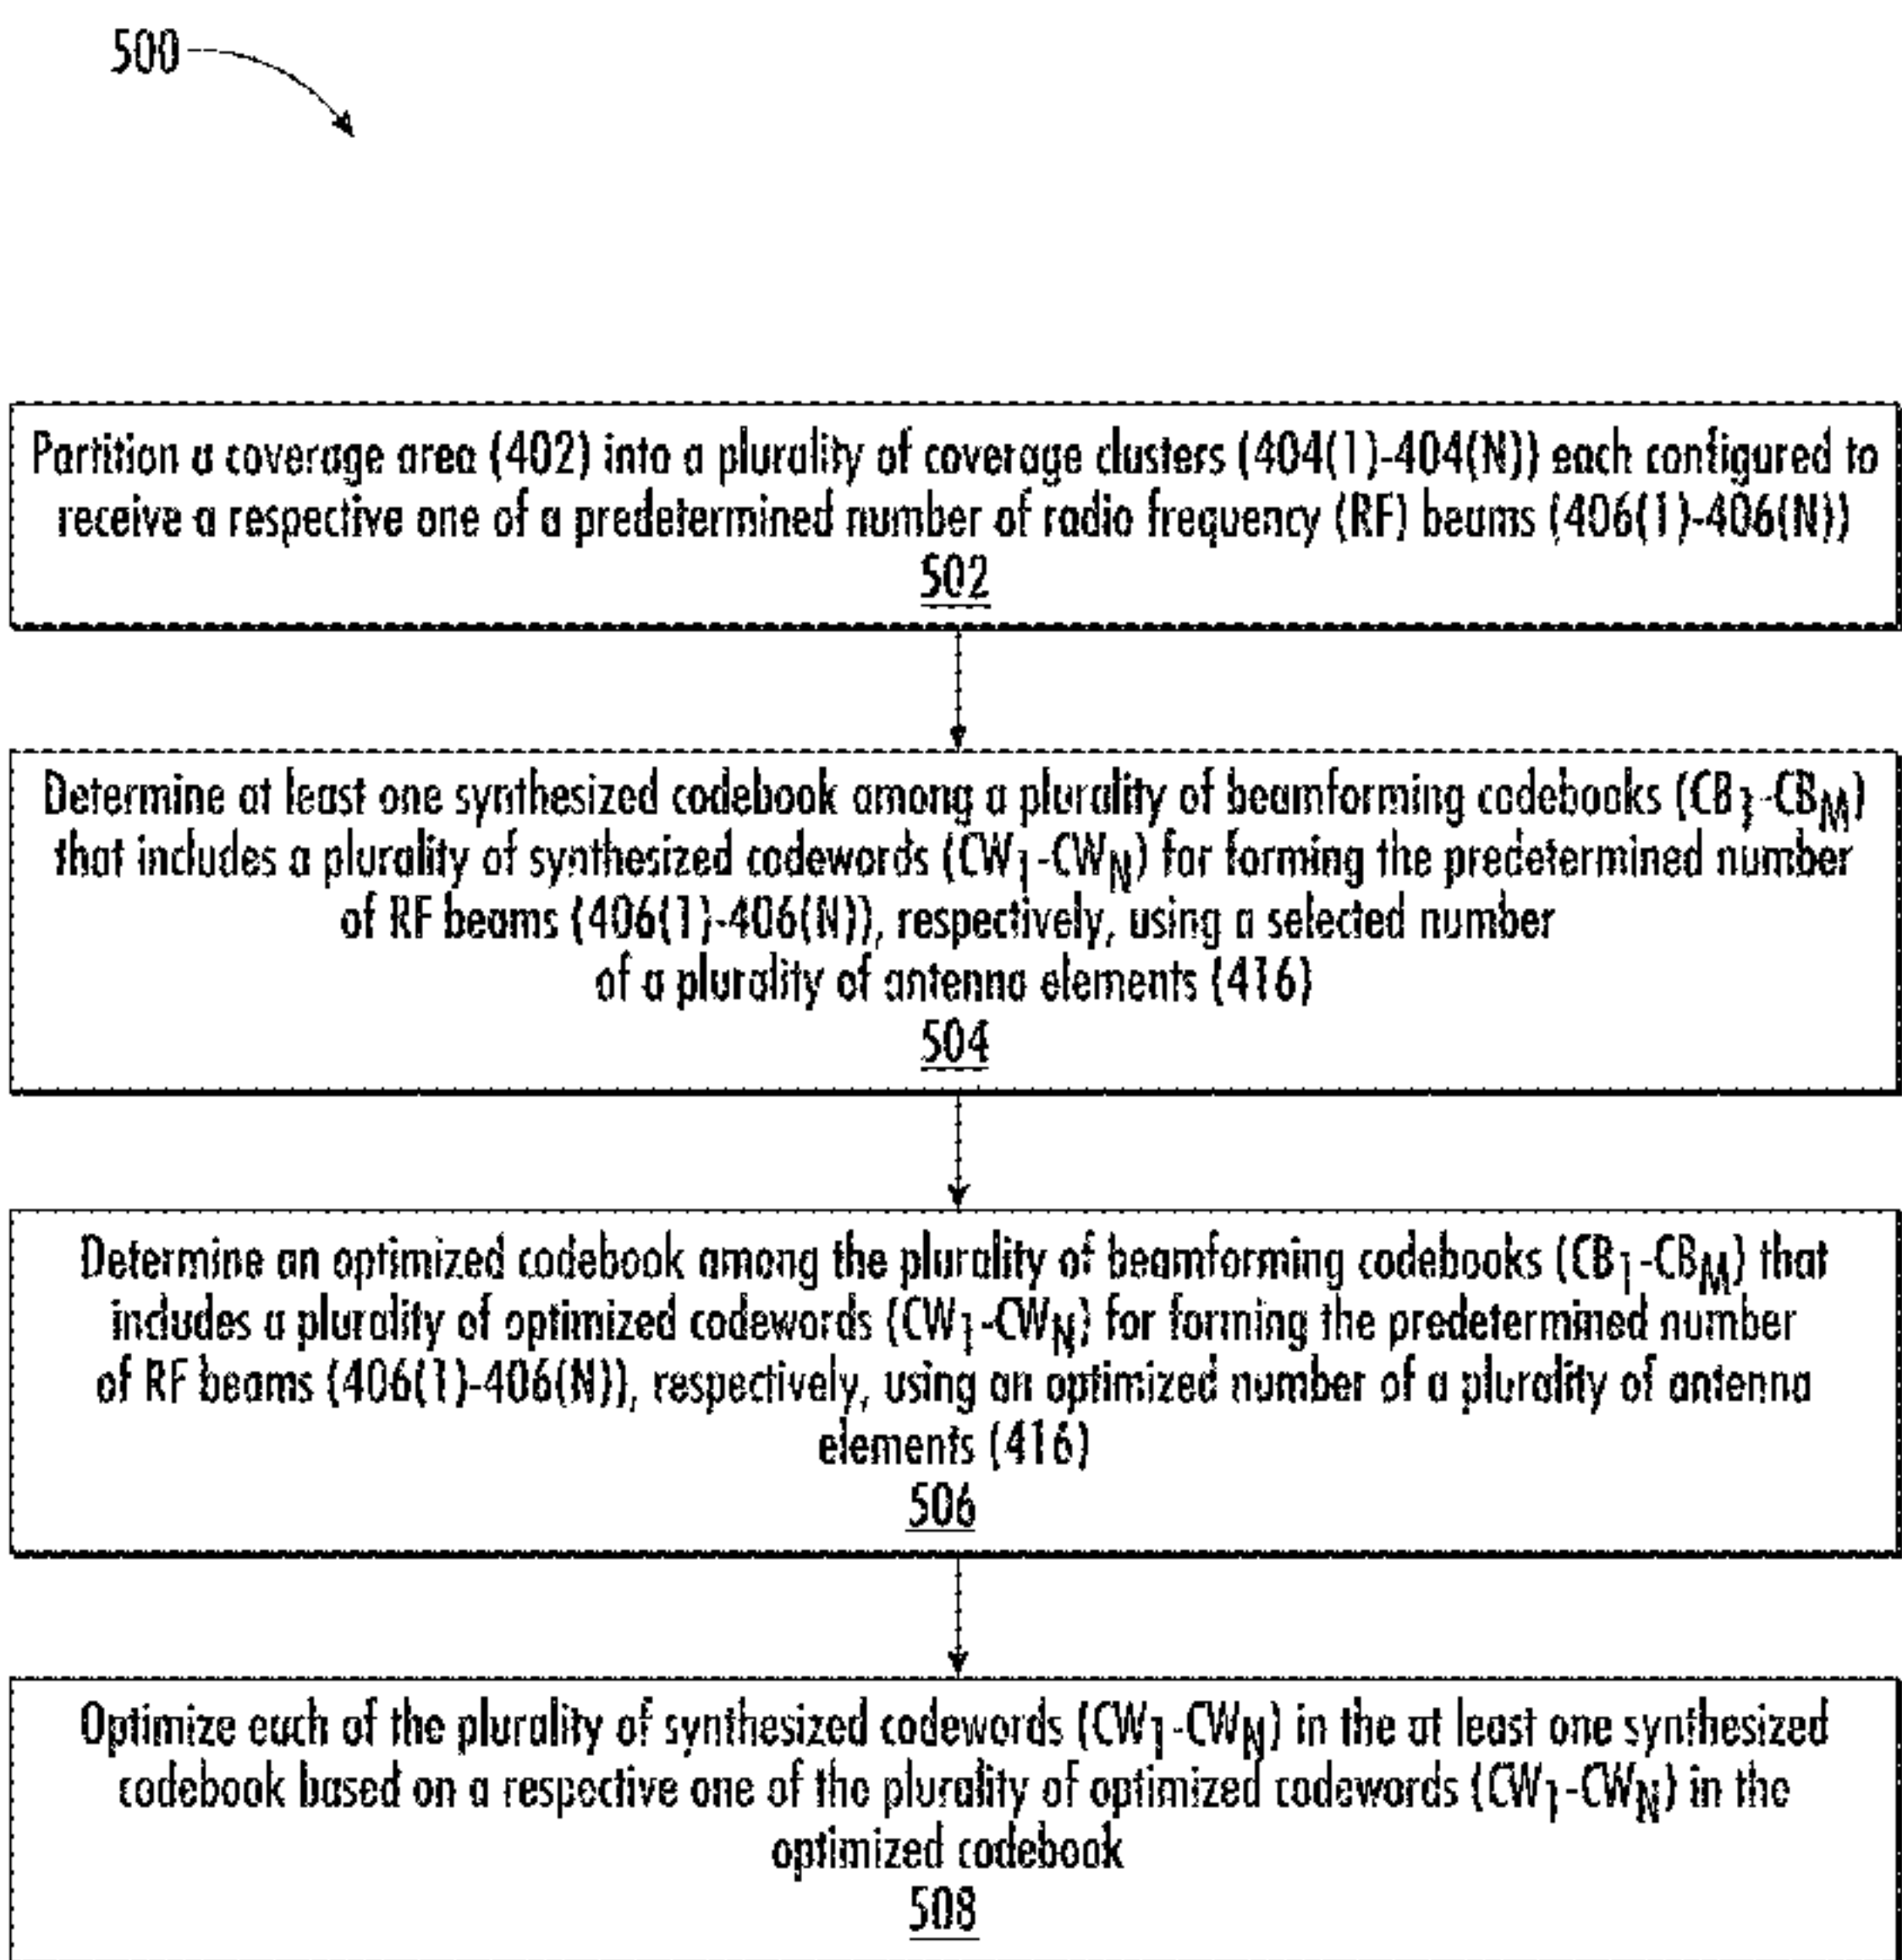 500
Partition a coverage area (402) into a plurality of coverage clusters (404(1)-404(N)) each configured to
receive a respective one of a predetermined number of radio frequency (RF) beams (406(1)-406(N))
502
Determine at least one synthesized codebook among a plurality of beamforming codebooks (CB1-CBM)
that includes a plurality of synthesized codewords (CW1-CWN) for forming the predetermined number
of RF beams (406(1)-406(N)), respectively, using a selected number
of a plurality of antenna elements (416)
504
Determine an optimized codebook among the plurality of beamforming codebooks (CB1-CBM) that
includes a plurality of optimized codewords (CW1-CWN) for forming the predetermined number
of RF beams (406(1)-406(N)), respectively, using an optimized number of a plurality of antenna
elements (416)
506
Optimize each of the plurality of synthesized codewords (CW1-CWN) in the at least one synthesized
codebook based on a respective one of the plurality of optimized codewords (CW1-CWN) in the
optimized codebook
508